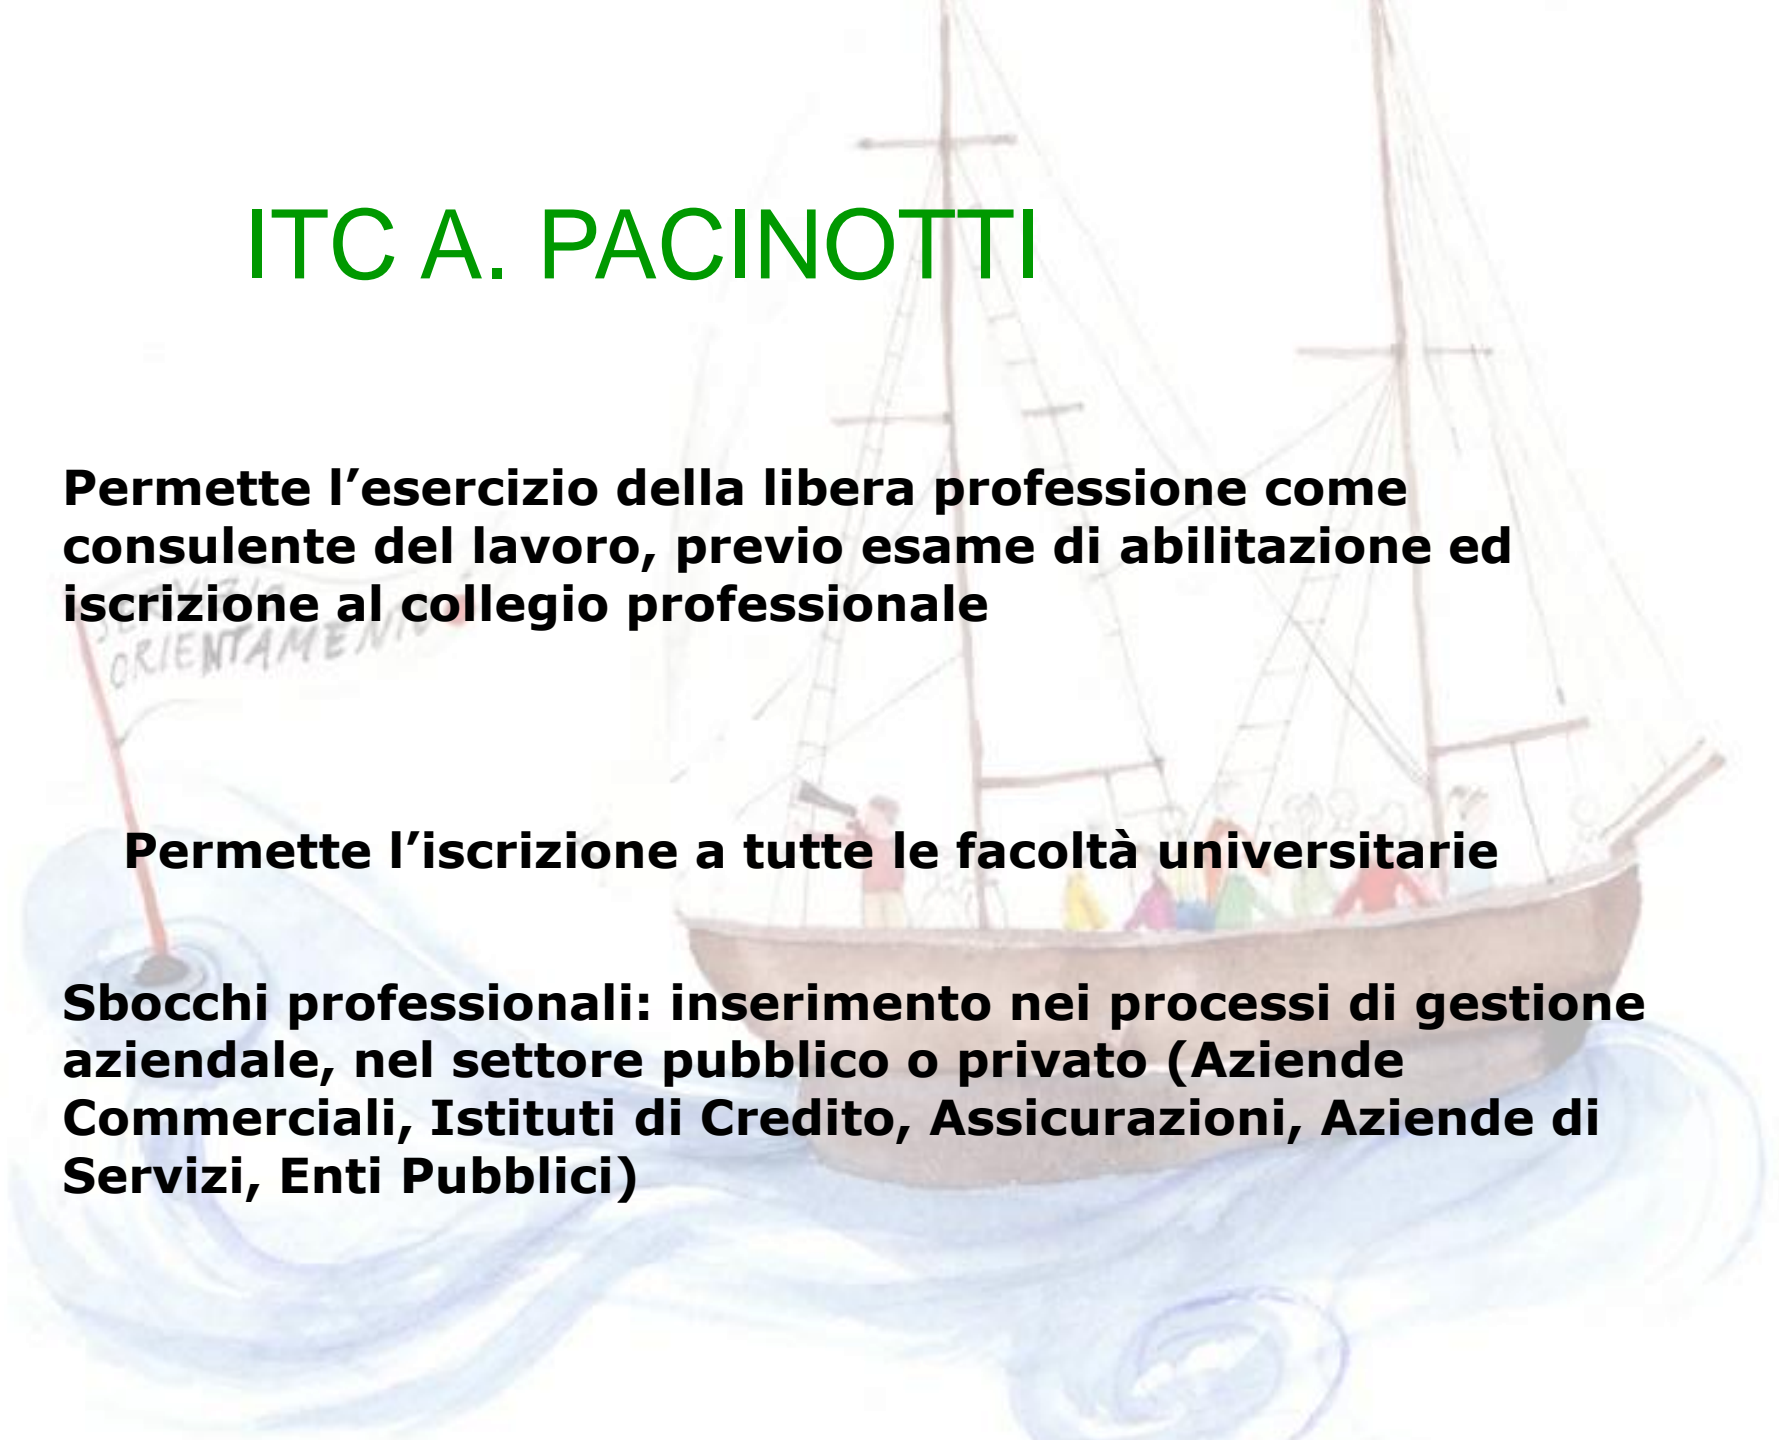 ITC A. PACINOTTI
Permette l’esercizio della libera professione come
consulente del lavoro, previo esame di abilitazione ed
iscrizione al collegio professionale
SERVIZIO
ORIENTAMENTO
Permette l’iscrizione a tutte le facoltà universitarie
Sbocchi professionali: inserimento nei processi di gestione
aziendale, nel settore pubblico o privato (Aziende
Commerciali, Istituti di Credito, Assicurazioni, Aziende di
Servizi, Enti Pubblici)